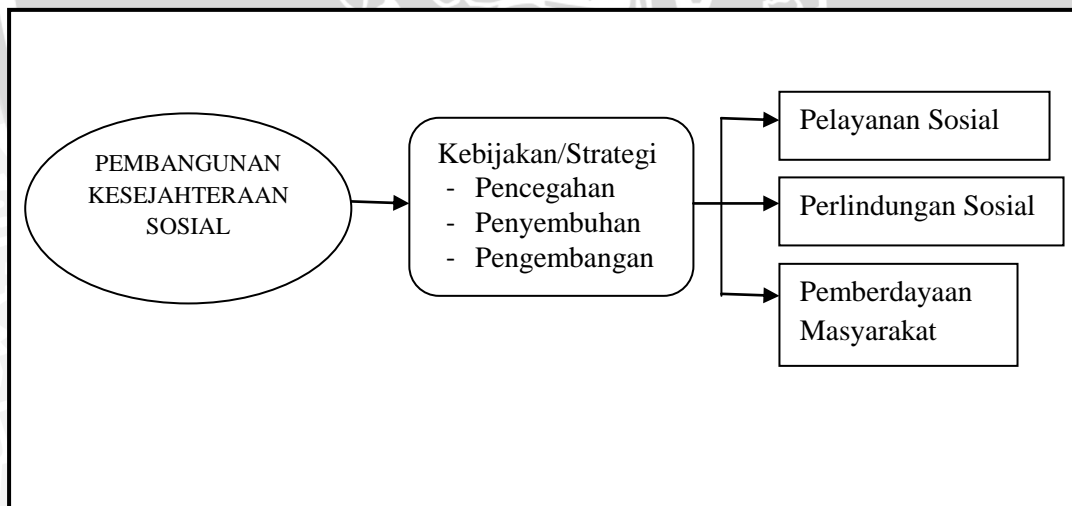 PEMBANGUNAN
KESEJAHTERAAN
SOSIAL
Kebijakan/Strategi
- Pencegahan
- Penyembuhan
- Pengembangan
Pelayanan Sosial
Perlindungan Sosial
Pemberdayaan
Masyarakat